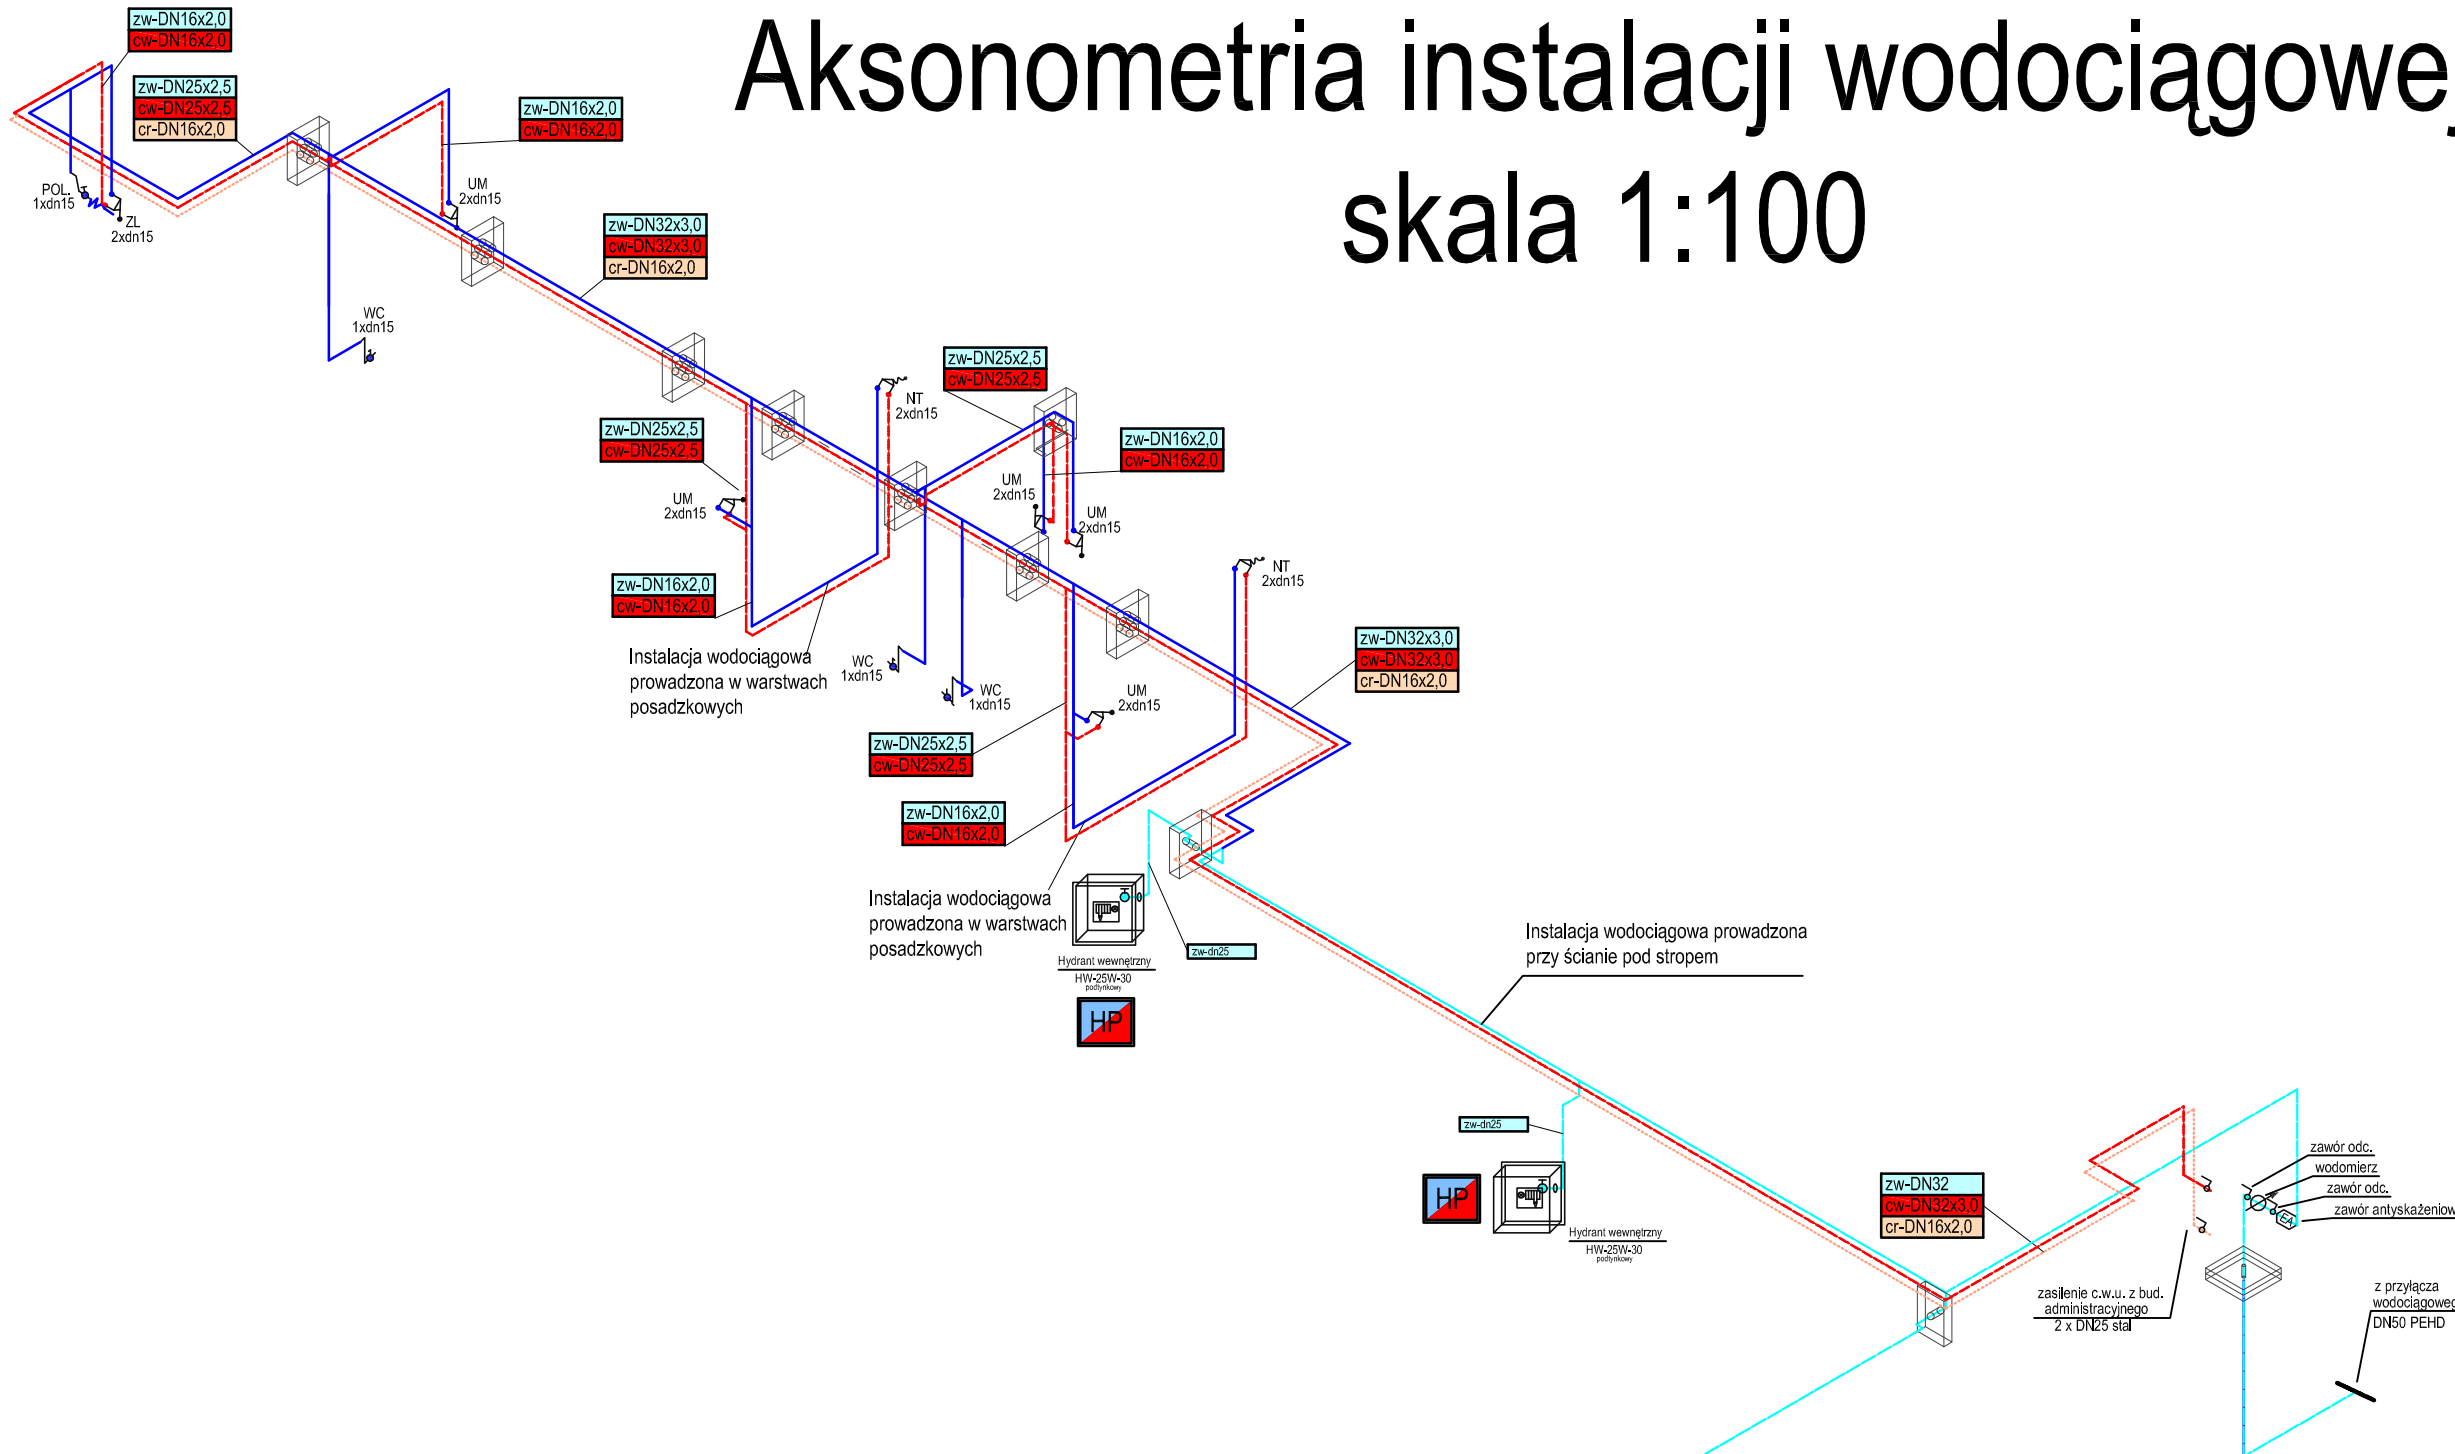 Aksonometria instalacji wodociągowej
skala 1:100
zw-DN16x2,0
cw-DN16x2,0
zw-DN25x2,5
cw-DN25x2,5
cr-DN16x2,0
zw-DN16x2,0
cw-DN16x2,0
POL.
1xdn15
ZL
2xdn15
UM
2xdn15
zw-DN32x3,0
cw-DN32x3,0
cr-DN16x2,0
WC
1xdn15
zw-DN25x2,5
cw-DN25x2,5
NT
2xdn15
zw-DN25x2,5
cw-DN25x2,5
zw-DN16x2,0
cw-DN16x2,0
UM
2xdn15
UM
2xdn15
UM
2xdn15
zw-DN16x2,0
cw-DN16x2,0
NT
2xdn15
Instalacja wodociągowa
prowadzona w warstwach
posadzkowych
WC
1xdn15
WC
1xdn15
UM
2xdn15
zw-DN32x3,0
cw-DN32x3,0
cr-DN16x2,0
zw-DN25x2,5
cw-DN25x2,5
zw-DN16x2,0
cw-DN16x2,0
Instalacja wodociągowa
prowadzona w warstwach
posadzkowych
zw-dn25
Hydrant wewnętrzny
HW-25W-30
podtynkowy
HP
Instalacja wodociągowa prowadzona
przy ścianie pod stropem
zw-dn25
HP
Hydrant wewnętrzny
HW-25W-30
podtynkowy
zw-DN32
cw-DN32x3,0
cr-DN16x2,0
zawór odc.
wodomierz
zawór odc.
zawór antyskażeniow
EA
zasilenie c.w.u. z bud.
administracyjnego
2 x DN25 stal
z przyłącza
wodociągoweg
DN50 PEHD